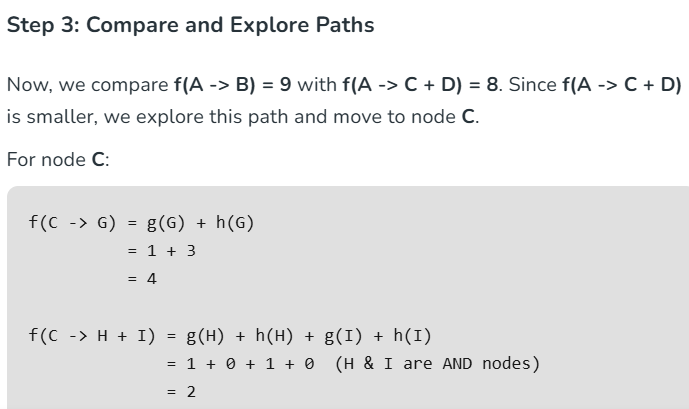 Step 3: Compare and Explore Paths
Now, we compare f(A -> B) = 9 with f(A -> C + D) = 8. Since f(A -> C + D)
is smaller, we explore this path and move to node C.
For node C:
f(C -> G) = g(G) + h(G)
= 1 + 3
= 4
f(C -> H + I) = g(H) + h(H) + g(I) + h(I)
= 1 + 0 + 1 + 0 (H & I are AND nodes)
= 2